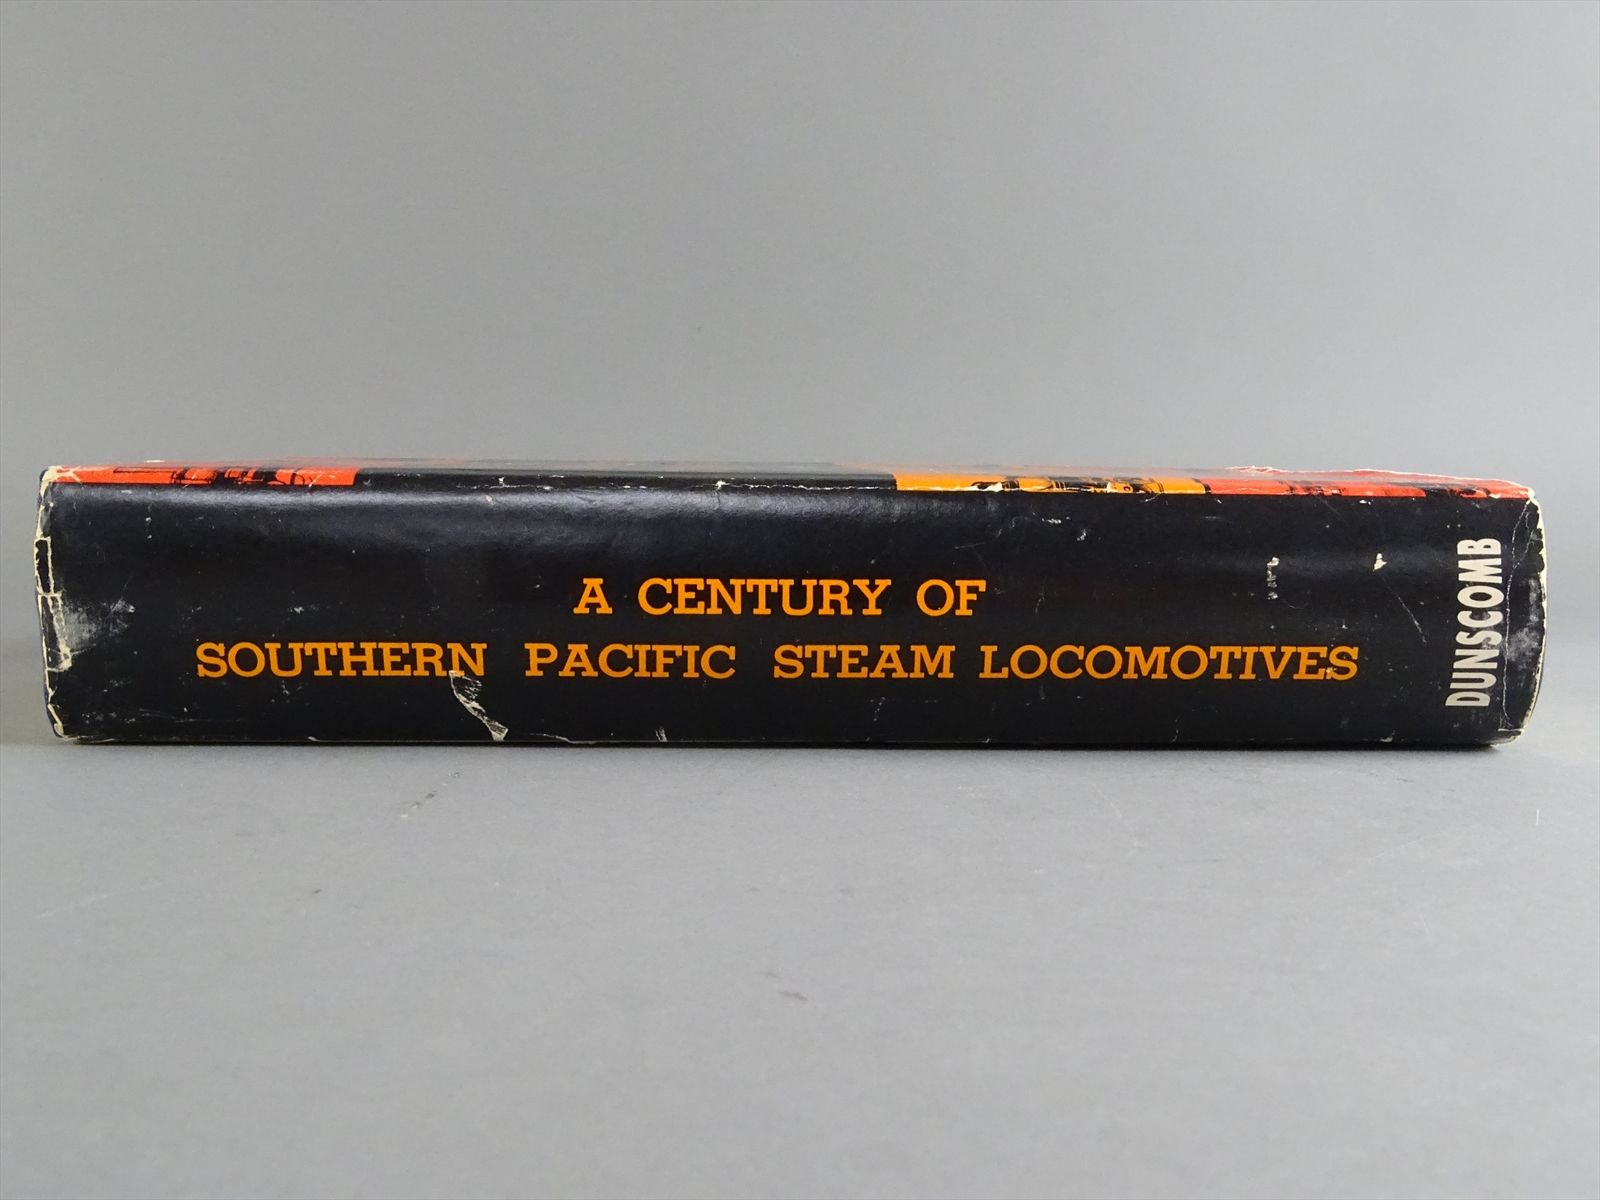 A CENTURY OF
SOUTHERN PACIFIC STEAM LOCOMOTIVES
DUNSCOMB